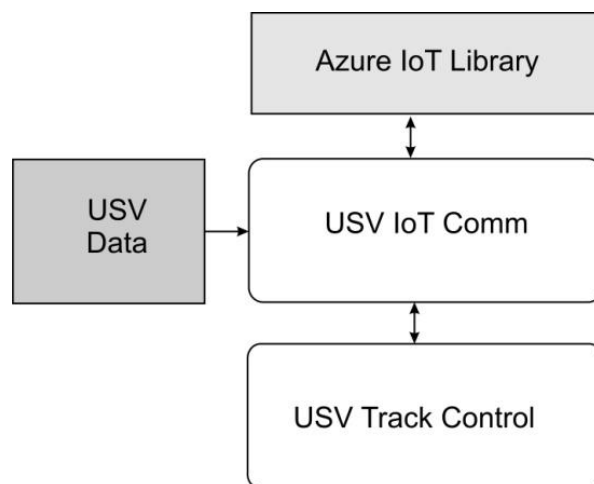 Azure IoT Library
USV
Data
USV IoT Comm
USV Track Control